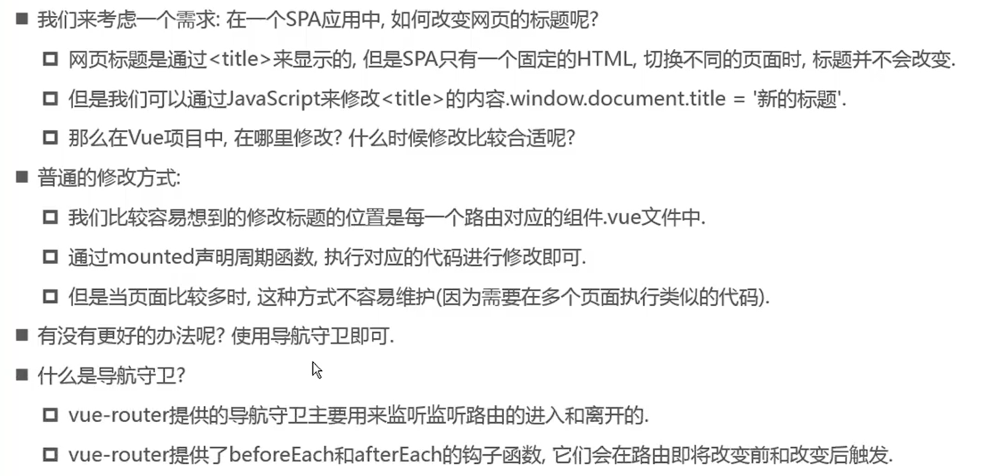 我们来考虑一个需求: 在一个SPA应用中, 如何改变网页的标题呢?
网页标题是通过<title>来显示的, 但是SPA只有一个固定的HTML, 切换不同的页面时, 标题并不会改变.
但是我们可以通过JavaScript来修改<title>的内容.window.document.title = '新的标题'.
那么在Vue项目中, 在哪里修改? 什么时候修改比较合适呢?
普通的修改方式:
我们比较容易想到的修改标题的位置是每一个路由对应的组件.vue文件中.
通过mounted声明周期函数, 执行对应的代码进行修改即可.
但是当页面比较多时, 这种方式不容易维护(因为需要在多个页面执行类似的代码).
有没有更好的办法呢? 使用导航守卫即可.
什么是导航守卫?
vue-router提供的导航守卫主要用来监听监听路由的进入和离开的.
vue-router提供了beforeEach和afterEach的钩子函数, 它们会在路由即将改变前和改变后触发.